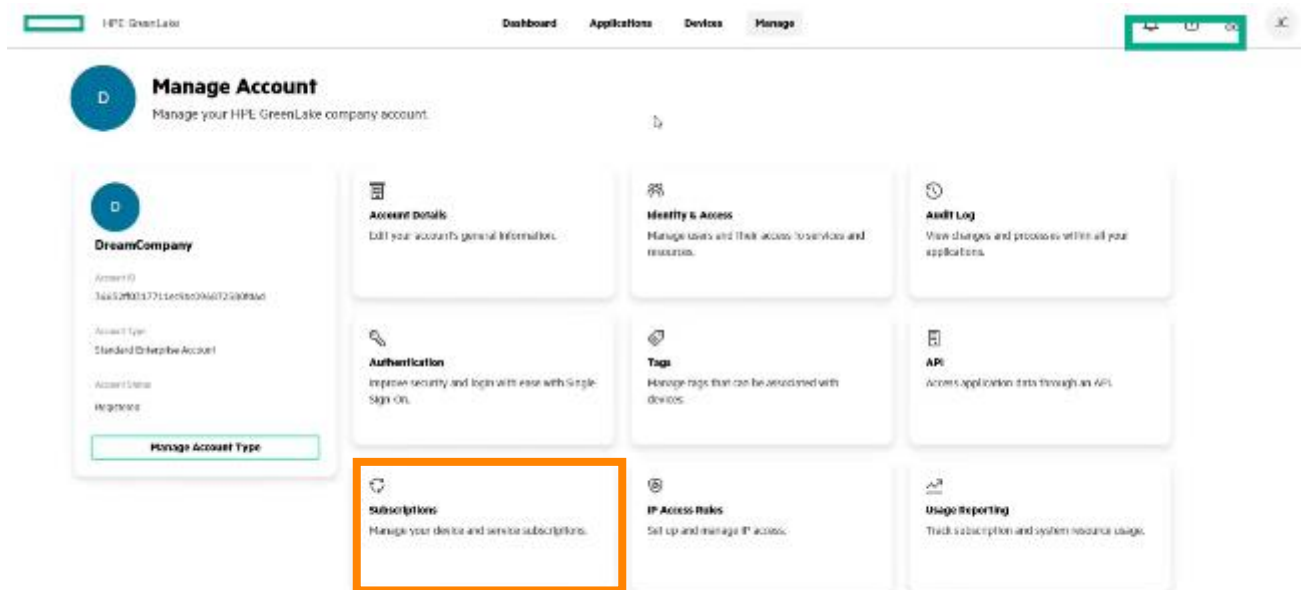 HPE GreenLake
Dashboard
Applications
Devices
Manage
JC
D
Manage Account
Manage your HPE GreenLake company account.
D
DreamCompany
Account ID
Account Type
Standard Enterprise Account
Account Status
Registered
Manage Account Type
Account Details
Edit your account's general information.
Identity & Access
Manage users and their access to services and
resources.
Audit Log
View changes and processes within all your
applications.
Authentication
Improve security and login with ease with Single
Sign-On.
Tags
Manage tags that can be associated with
devices.
API
Access application data through an API.
Subscriptions
Manage your device and service subscriptions.
IP Access Rules
Set up and manage IP access.
Usage Reporting
Track subscription and system resource usage.